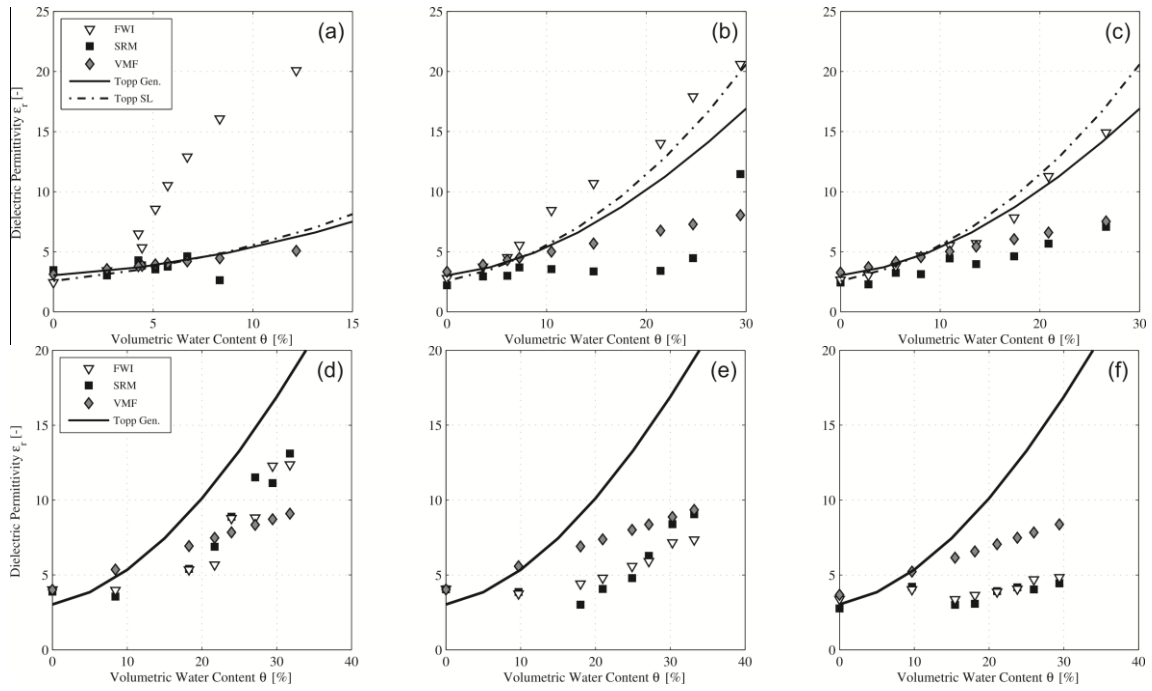 (a)
FWI
SRM
VMF
Topp Gen.
Topp SL
Dielectric Permittivity εr [-]
25
20
15
10
5
0
0 5 10 15
Volumetric Water Content θ [%]
(b)
25
20
15
10
5
0
0 10 20 30
Volumetric Water Content θ [%]
(c)
25
20
15
10
5
0
0 10 20 30
Volumetric Water Content θ [%]
(d)
FWI
SRM
VMF
Topp Gen.
Dielectric Permittivity εr [-]
20
15
10
5
0
0 10 20 30 40
Volumetric Water Content θ [%]
(e)
20
15
10
5
0
0 10 20 30 40
Volumetric Water Content θ [%]
(f)
20
15
10
5
0
0 10 20 30 40
Volumetric Water Content θ [%]